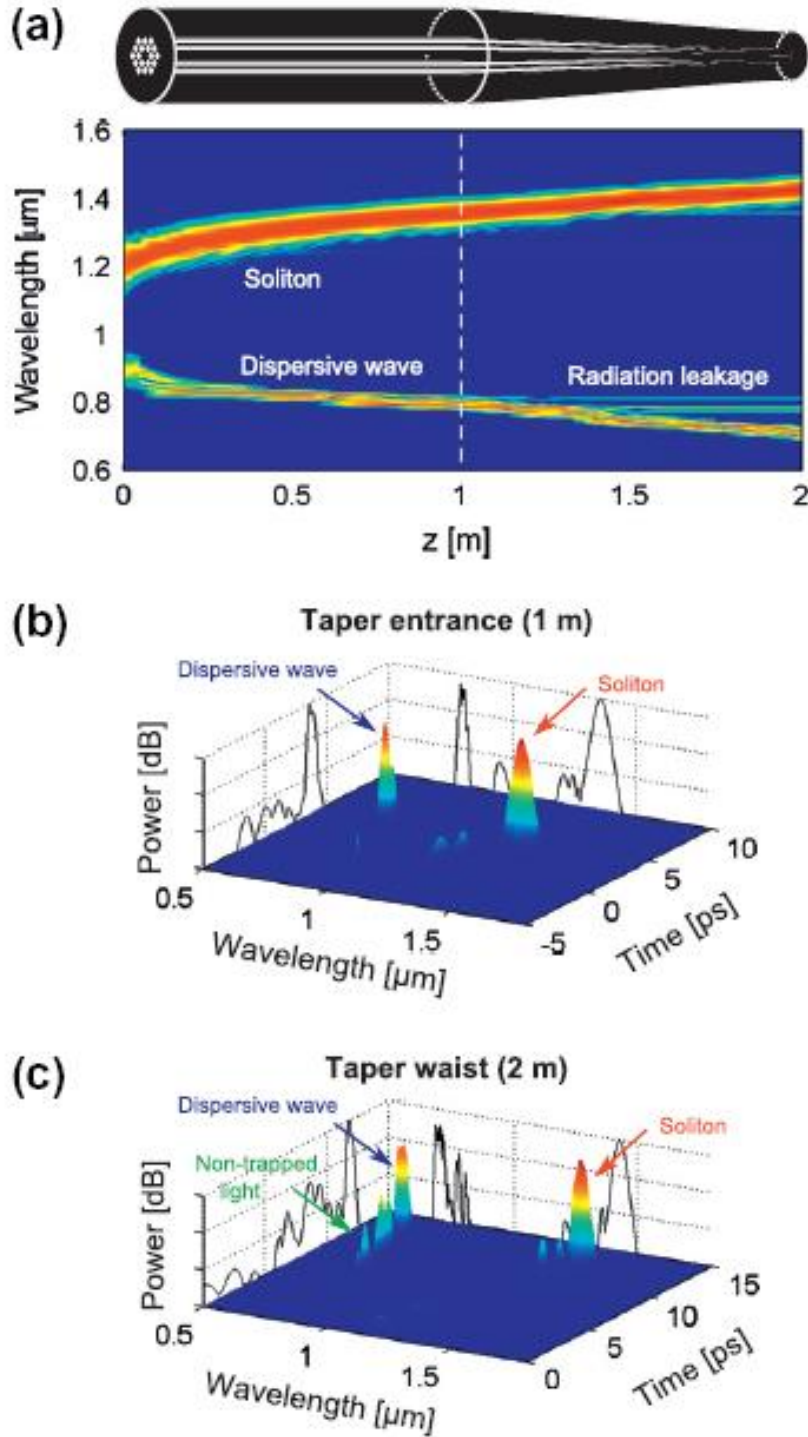 (a)
1.6
1.4
1.2
1
0.8
0.6
Wavelength [µm]
Soliton
Dispersive wave
Radiation leakage
0 0.5 1 1.5 2
z [m]
(b)
Taper entrance (1 m)
Dispersive wave
Soliton
Power [dB]
0.5
1
1.5
Wavelength [µm]
-5
0
5
10
Time [ps]
(c)
Taper waist (2 m)
Dispersive wave
Soliton
Non-trapped
light
Power [dB]
0.5
1
1.5
Wavelength [µm]
0
5
10
15
Time [ps]